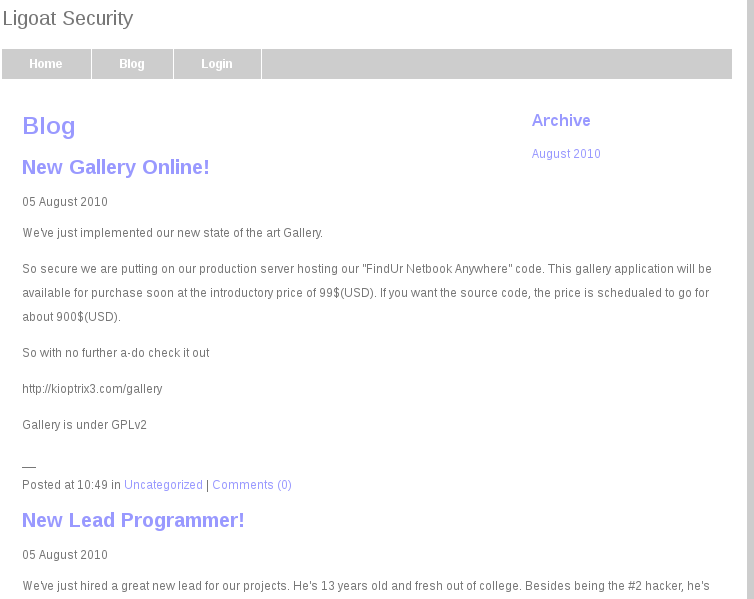 Ligoat Security
Home Blog Login
Blog
Archive
August 2010
New Gallery Online!
05 August 2010
We've just implemented our new state of the art Gallery.
So secure we are putting on our production server hosting our "FindUr Netbook Anywhere" code. This gallery application will be
available for purchase soon at the introductory price of 99$(USD). If you want the source code, the price is schedualed to go for
about 900$(USD).
So with no further a-do check it out
http://kioptrix3.com/gallery
Gallery is under GPLv2
__
Posted at 10:49 in Uncategorized | Comments (0)
New Lead Programmer!
05 August 2010
We've just hired a great new lead for our projects. He's 13 years old and fresh out of college. Besides being the #2 hacker, he's